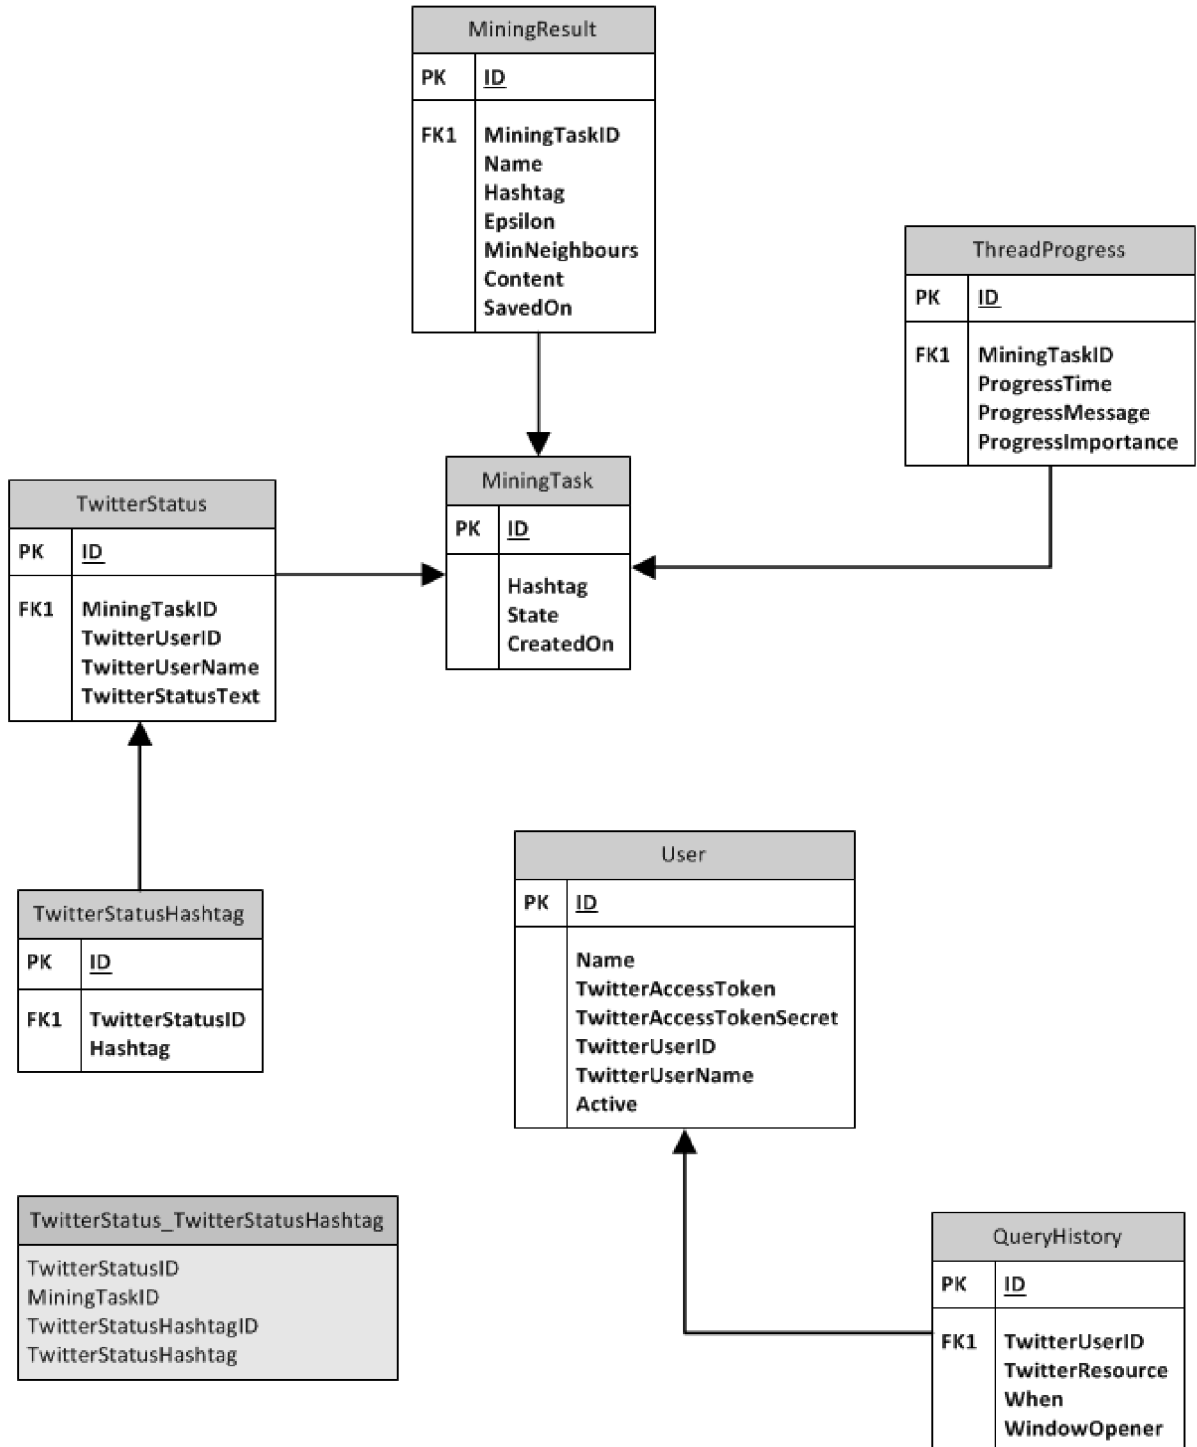 MiningResult
PK ID
FK1 MiningTaskID
Name
Hashtag
Epsilon
MinNeighbours
Content
SavedOn
ThreadProgress
PK ID
FK1 MiningTaskID
ProgressTime
ProgressMessage
ProgressImportance
MiningTask
PK ID
Hashtag
State
CreatedOn
TwitterStatus
PK ID
FK1 MiningTaskID
TwitterUserID
TwitterUserName
TwitterStatusText
TwitterStatusHashtag
PK ID
FK1 TwitterStatusID
Hashtag
User
PK ID
Name
TwitterAccessToken
TwitterAccessTokenSecret
TwitterUserID
TwitterUserName
Active
TwitterStatus_TwitterStatusHashtag
TwitterStatusID
MiningTaskID
TwitterStatusHashtagID
TwitterStatusHashtag
QueryHistory
PK ID
FK1 TwitterUserID
TwitterResource
When
WindowOpener